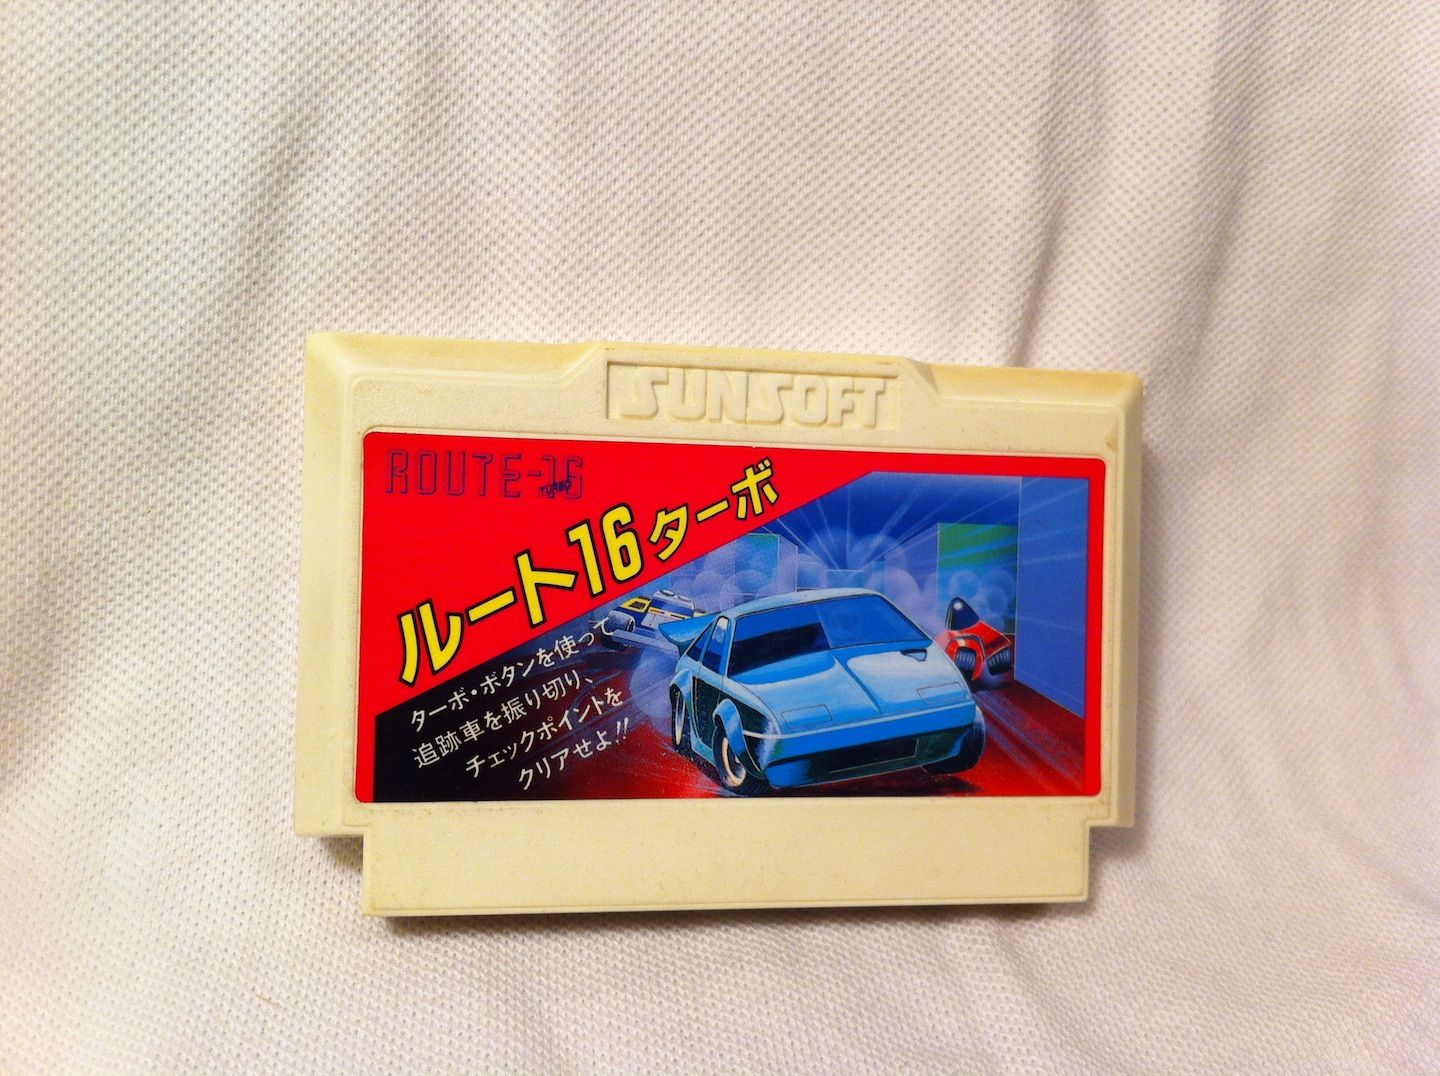 SUNSOFT
ROUTE-16
TURBO
ルート16ターボ
ターボ・ボタンを使って
追跡車を振り切り、
チェックポイントを
クリアせよ!!